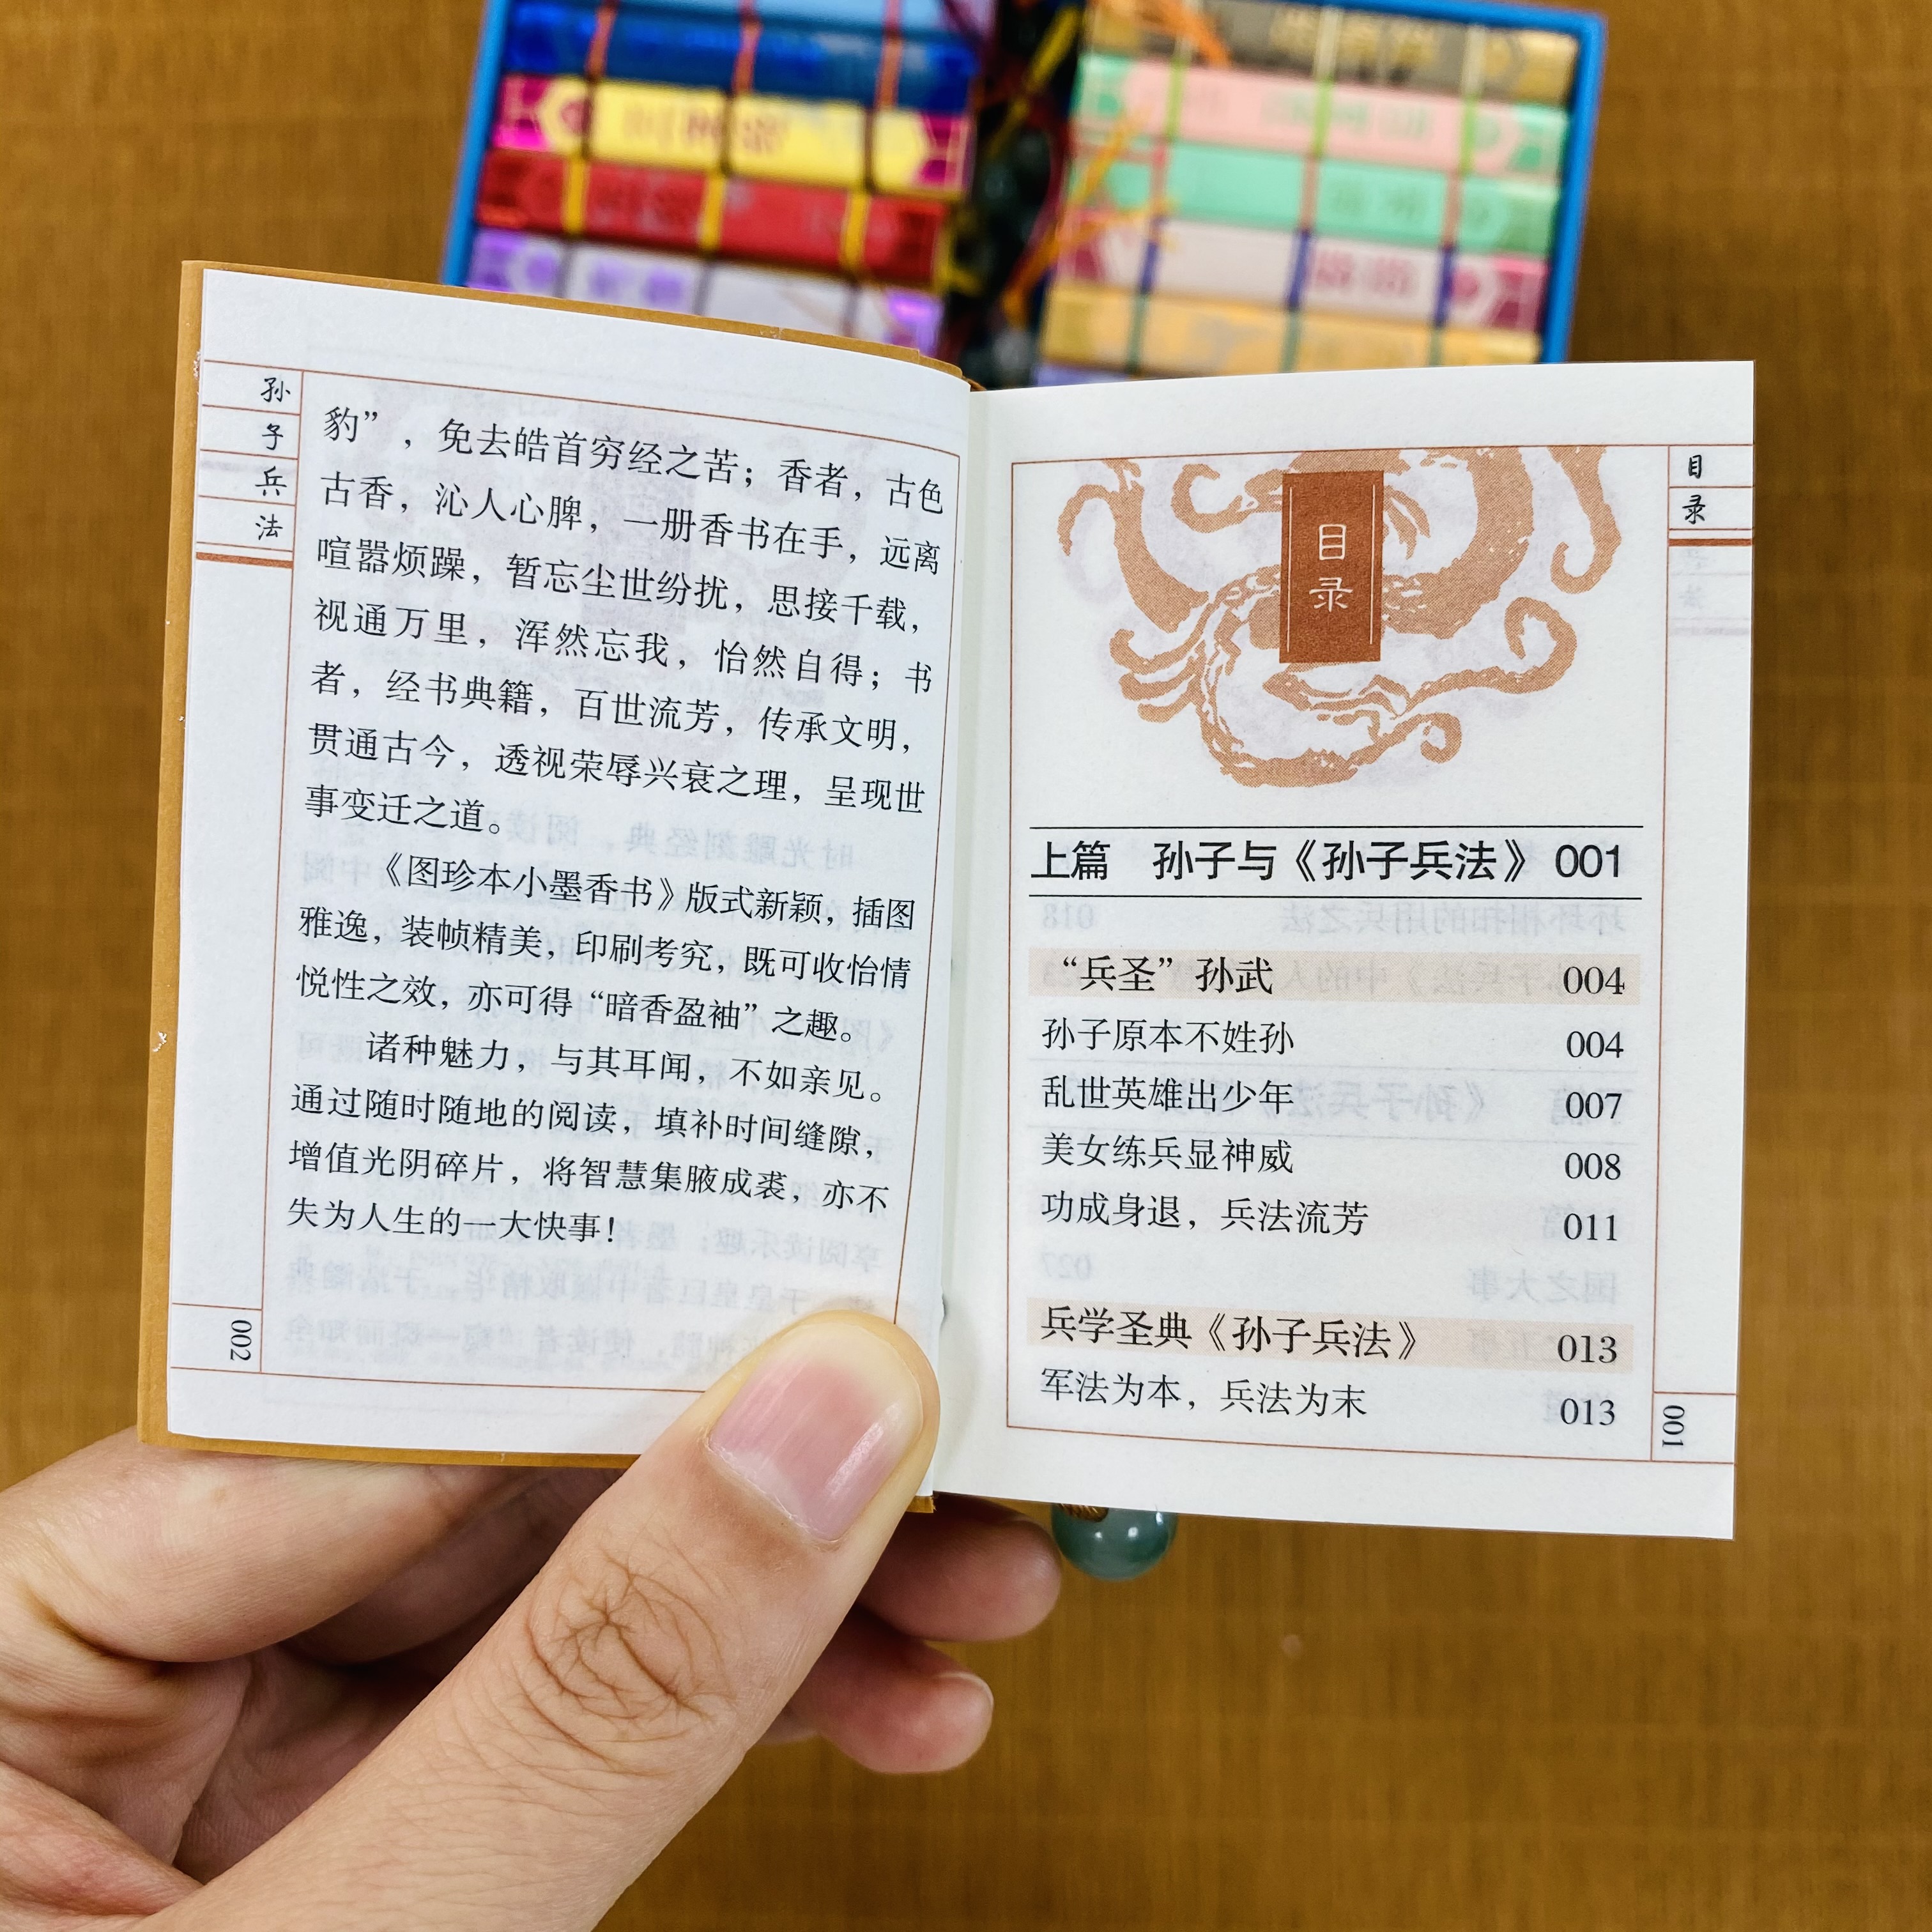 孙
子
兵
法
豹”，免去皓首穷经之苦；香者，古色
古香，沁人心脾，一册香书在手，远离
喧嚣烦躁，暂忘尘世纷扰，思接千载，
视通万里，浑然忘我，怡然自得；书
者，经书典籍，百世流芳，传承文明，
贯通古今，透视荣辱兴衰之理，呈现世
事变迁之道。
《图珍本小墨香书》版式新颖，插图
雅逸，装帧精美，印刷考究，既可收怡情
悦性之效，亦可得“暗香盈袖”之趣。
诸种魅力，与其耳闻，不如亲见。
通过随时随地的阅读，填补时间缝隙，
增值光阴碎片，将智慧集腋成裘，亦不
失为人生的一大快事！
002
目
录
目
录
上篇 孙子与《孙子兵法》 001
“兵圣”孙武 004
孙子原本不姓孙 004
乱世英雄出少年 007
美女练兵显神威 008
功成身退，兵法流芳 011
兵学圣典《孙子兵法》 013
军法为本，兵法为末 013
001